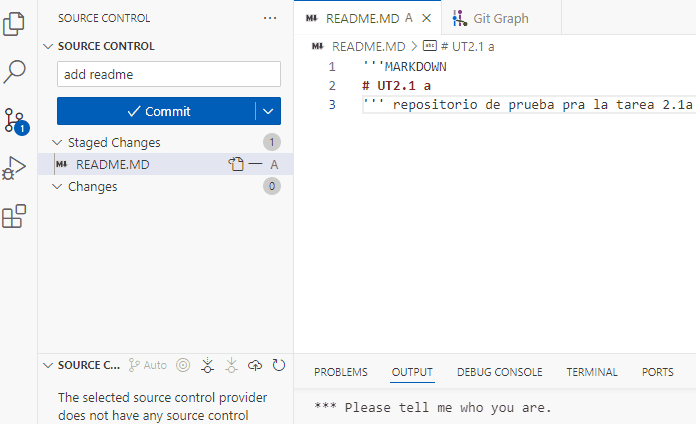 SOURCE CONTROL
SOURCE CONTROL
add readme
Commit
Staged Changes 1
README.MD A
Changes 0
1
SOURCE C... Auto
The selected source control provider
does not have any source control
README.MD A
Git Graph
README.MD > # UT2.1 a
1 '''MARKDOWN
2 # UT2.1 a
3 ''' repositorio de prueba pra la tarea 2.1a
PROBLEMS OUTPUT DEBUG CONSOLE TERMINAL PORTS
*** Please tell me who you are.